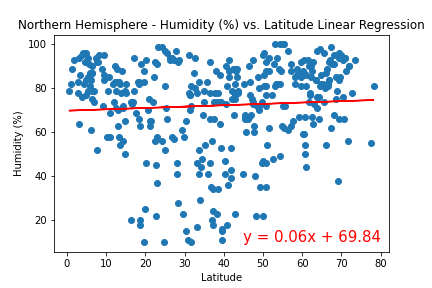 Northern Hemisphere - Humidity (%) vs. Latitude Linear Regression
100
80
60
40
20
Humidity (%)
y = 0.06x + 69.84
0 10 20 30 40 50 60 70 80
Latitude